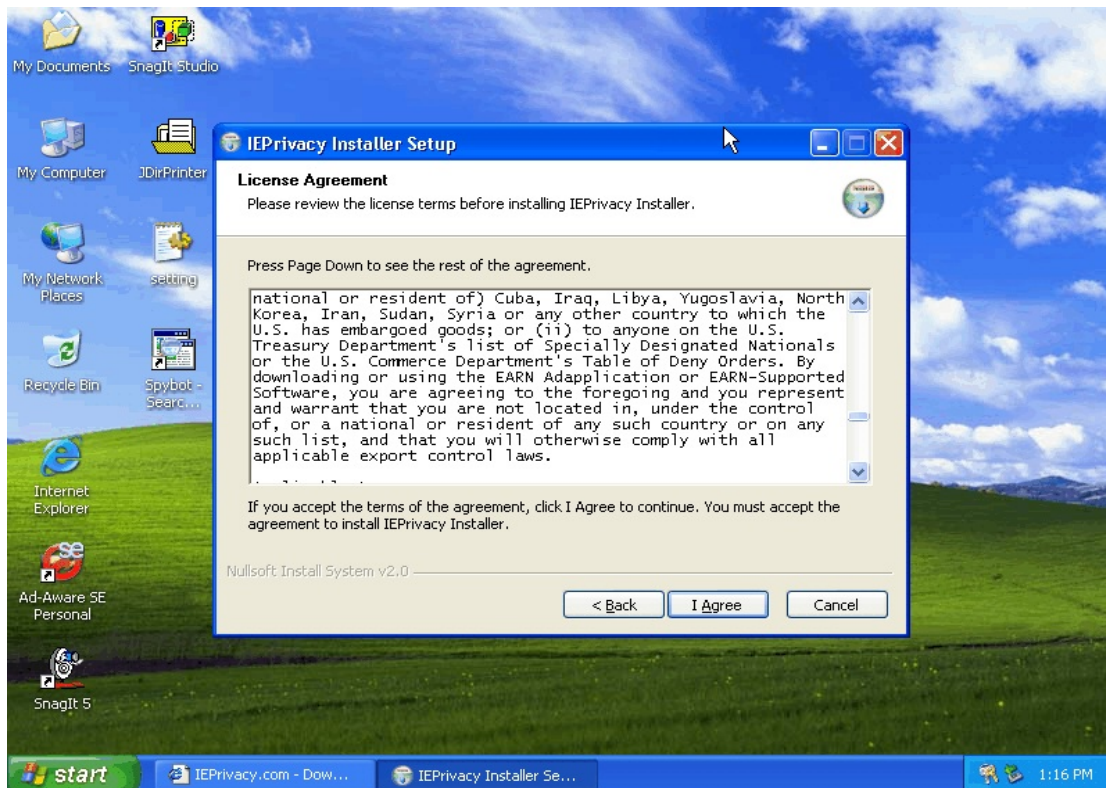 My Documents
SnagIt Studio
My Computer
JDirPrinter
My Network
Places
setting
Recycle Bin
Spybot -
Searc...
Internet
Explorer
Ad-Aware SE
Personal
SnagIt 5
IEPrivacy Installer Setup
License Agreement
Please review the license terms before installing IEPrivacy Installer.
Press Page Down to see the rest of the agreement.
national or resident of) Cuba, Iraq, Libya, Yugoslavia, North
Korea, Iran, Sudan, Syria or any other country to which the
U.S. has embargoed goods; or (ii) to anyone on the U.S.
Treasury Department's list of Specially Designated Nationals
or the U.S. Commerce Department's Table of Deny Orders. By
downloading or using the EARN Adapplication or EARN-Supported
Software, you are agreeing to the foregoing and you represent
and warrant that you are not located in, under the control
of, or a national or resident of any such country or on any
such list, and that you will otherwise comply with all
applicable export control laws.
If you accept the terms of the agreement, click I Agree to continue. You must accept the
agreement to install IEPrivacy Installer.
Nullsoft Install System v2.0
< Back
I Agree
Cancel
start
IEPrivacy.com - Dow...
IEPrivacy Installer Se...
1:16 PM